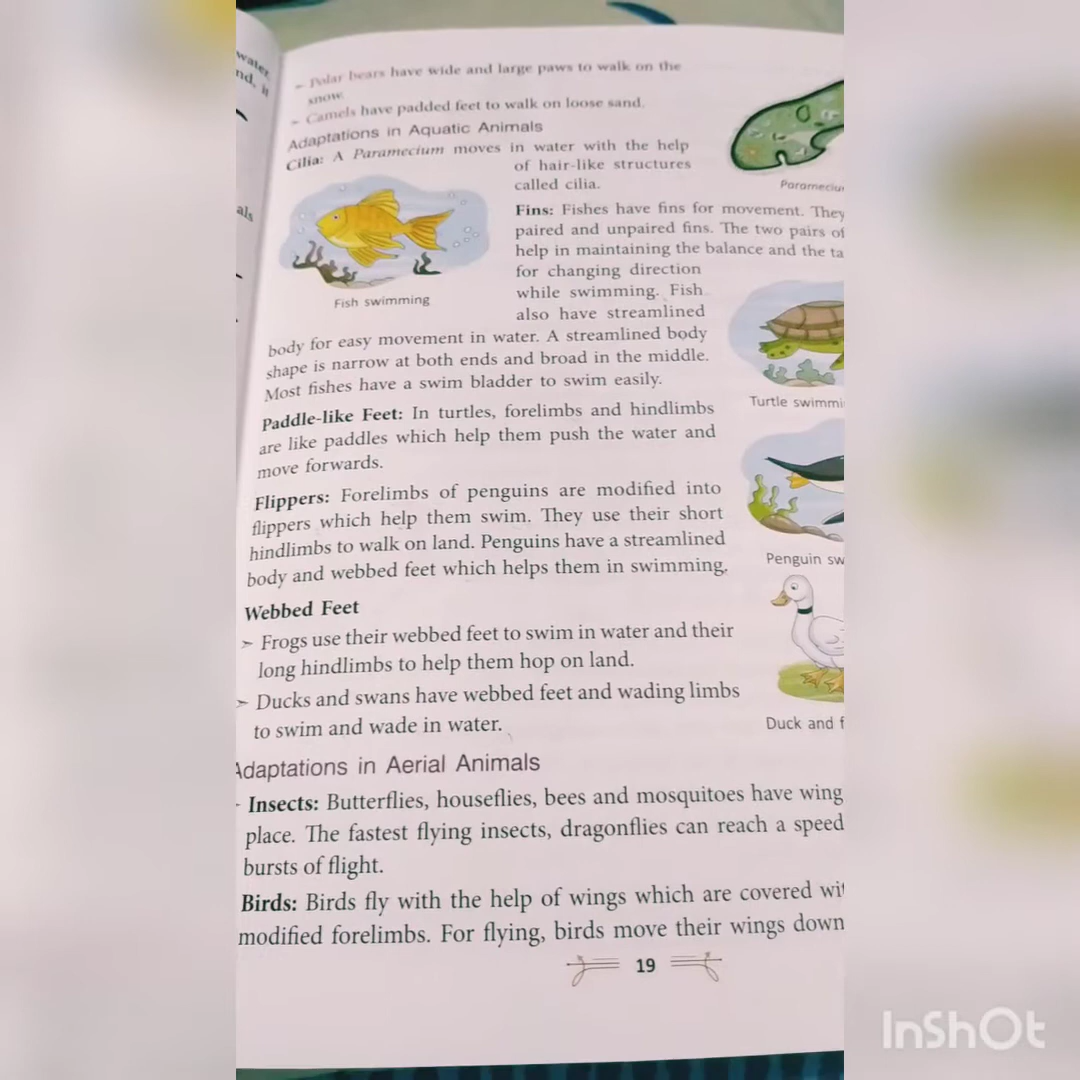 water,
nd, it
als
➢ Polar bears have wide and large paws to walk on the
snow.
➢ Camels have padded feet to walk on loose sand.
Adaptations in Aquatic Animals
Cilia: A Paramecium moves in water with the help
of hair-like structures
called cilia.
Parameciu
Fins: Fishes have fins for movement. They
paired and unpaired fins. The two pairs of
help in maintaining the balance and the ta
for changing direction
while swimming. Fish
also have streamlined
Fish swimming
body for easy movement in water. A streamlined body
shape is narrow at both ends and broad in the middle.
Most fishes have a swim bladder to swim easily.
Turtle swimmi
Paddle-like Feet: In turtles, forelimbs and hindlimbs
are like paddles which help them push the water and
move forwards.
Flippers: Forelimbs of penguins are modified into
flippers which help them swim. They use their short
hindlimbs to walk on land. Penguins have a streamlined
body and webbed feet which helps them in swimming.
Penguin sw
Webbed Feet
➢ Frogs use their webbed feet to swim in water and their
long hindlimbs to help them hop on land.
➢ Ducks and swans have webbed feet and wading limbs
to swim and wade in water.
Duck and f
Adaptations in Aerial Animals
Insects: Butterflies, houseflies, bees and mosquitoes have wing
place. The fastest flying insects, dragonflies can reach a speed
bursts of flight.
Birds: Birds fly with the help of wings which are covered wi
modified forelimbs. For flying, birds move their wings down
19
InShOt